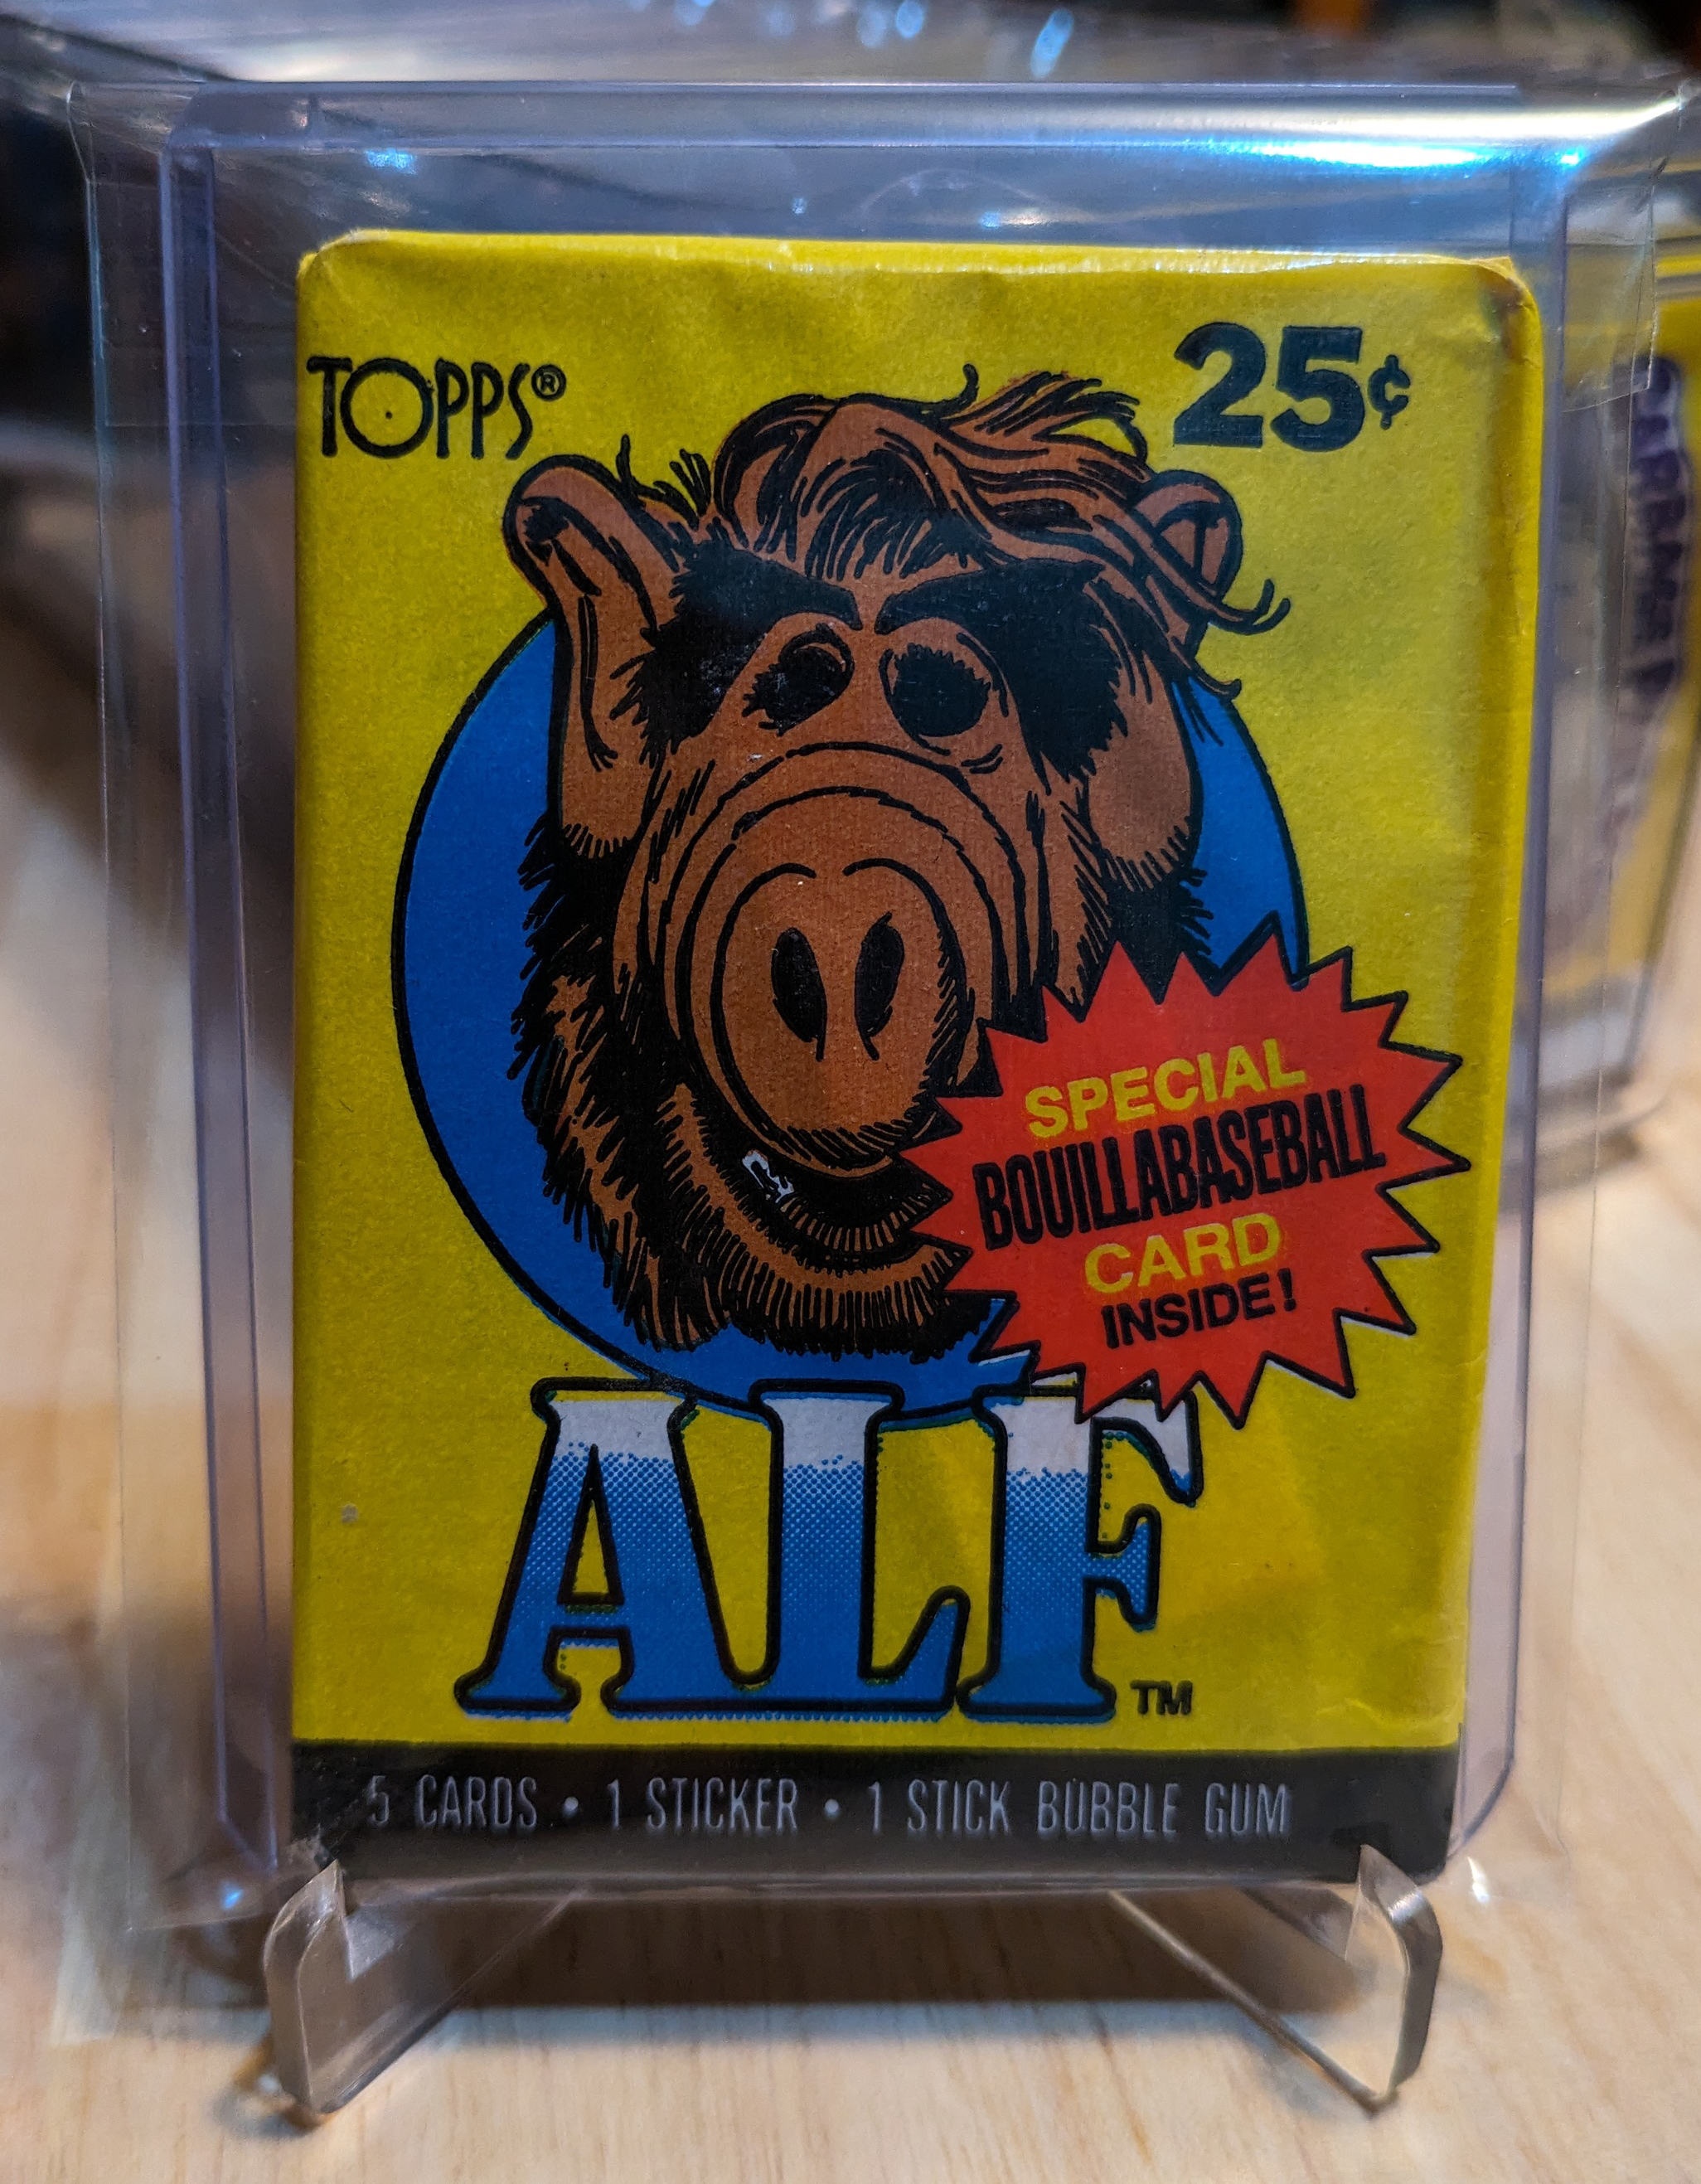 TOPPS®
25¢
SPECIAL
BOUILLABASEBALL
CARD
INSIDE!
ALF™
5 CARDS • 1 STICKER • 1 STICK BUBBLE GUM